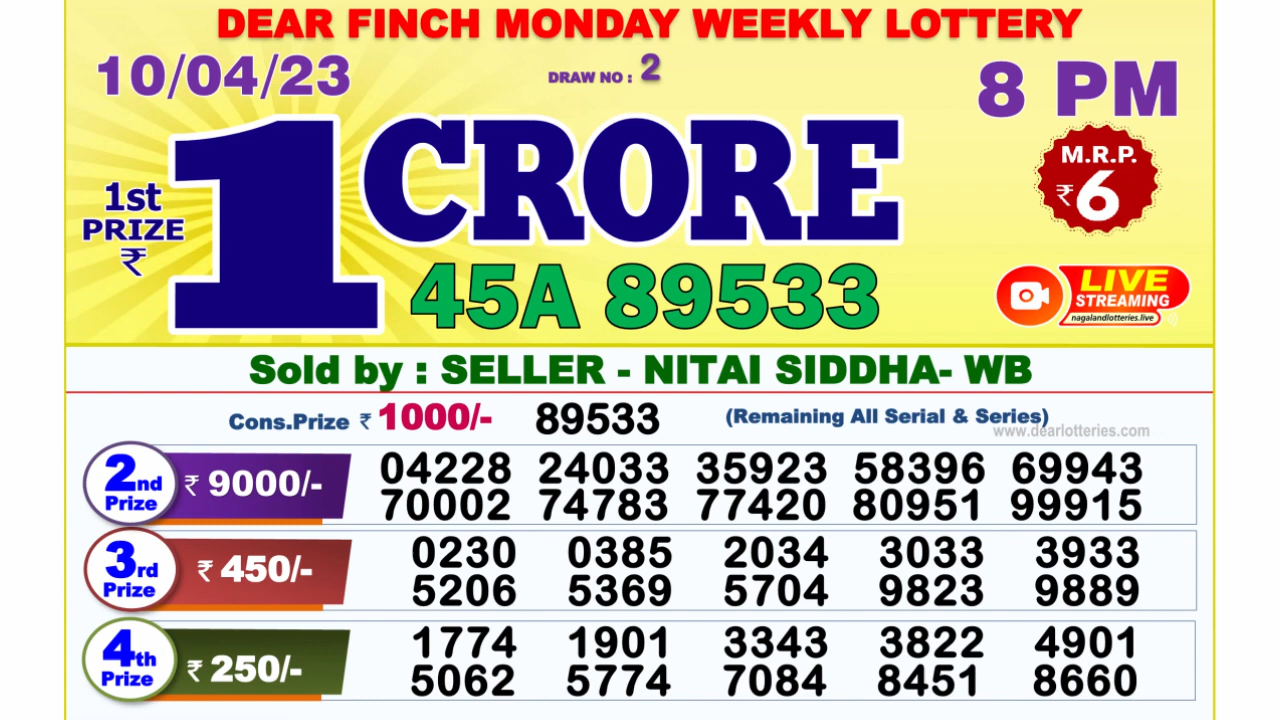 DEAR FINCH MONDAY WEEKLY LOTTERY
10/04/23
DRAW NO : 2
8 PM
1st
PRIZE
₹
1 CRORE
M.R.P.
₹ 6
45A 89533
LIVE
STREAMING
nagalandlotteries.live
Sold by : SELLER - NITAI SIDDHA- WB
Cons.Prize ₹ 1000/- 89533 (Remaining All Serial & Series)
www.dearlotteries.com
2nd
Prize
₹ 9000/-
04228 24033 35923 58396 69943
70002 74783 77420 80951 99915
3rd
Prize
₹ 450/-
0230 0385 2034 3033 3933
5206 5369 5704 9823 9889
4th
Prize
₹ 250/-
1774 1901 3343 3822 4901
5062 5774 7084 8451 8660